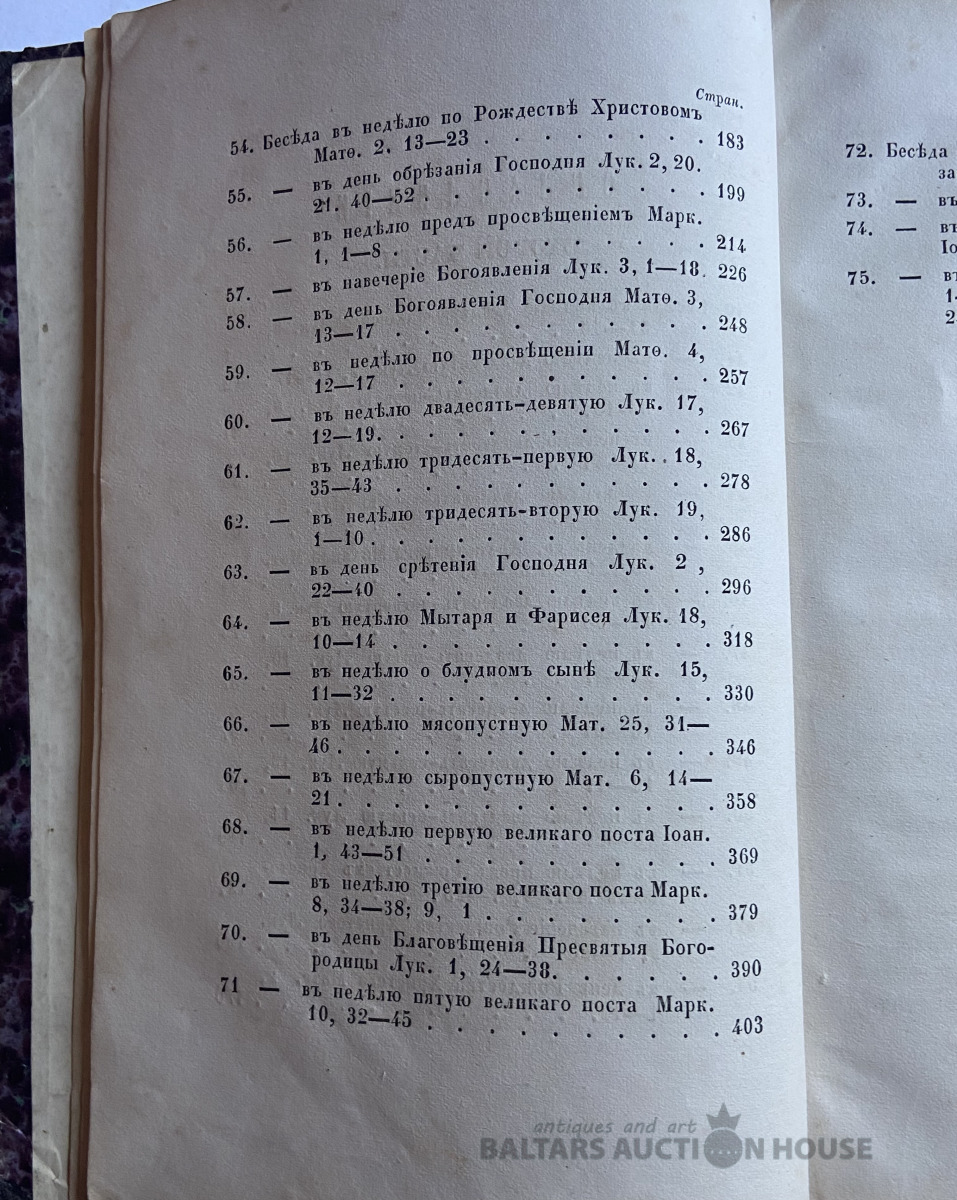 Стран.
54. Бесѣда въ недѣлю по Рождествѣ Христовомъ
Матѳ. 2. 13—23 . . . . . . . . 183
55. — въ день обрѣзанія Господня Лук. 2, 20.
21. 40—52 . . . . . . . . . . 199
56. — въ недѣлю предъ просвѣщеніемъ Марк.
1, 1—8 . . . . . . . . . . . 214
57. — въ навечеріе Богоявленія Лук. 3, 1—18. 226
58. — въ день Богоявленія Господня Матѳ. 3,
13—17 . . . . . . . . . . . 248
59. — въ недѣлю по просвѣщеніи Матѳ. 4,
12—17 . . . . . . . . . . . 257
60. — въ недѣлю двадесять-девятую Лук. 17,
12—19. . . . . . . . . . . . 267
61. — въ недѣлю тридесять-первую Лук. 18,
35—43 . . . . . . . . . . . 278
62. — въ недѣлю тридесять-вторую Лук. 19,
1—10 . . . . . . . . . . . . 286
63. — въ день срѣтенія Господня Лук. 2 ,
22—40 . . . . . . . . . . . 296
64. — въ недѣлю Мытаря и Фарисея Лук. 18,
10—14 . . . . . . . . . . . 318
65. — въ недѣлю о блудномъ сынѣ Лук. 15,
11—32 . . . . . . . . . . . 330
66. — въ недѣлю мясопустную Мат. 25, 31—
46 . . . . . . . . . . . . . 346
67. — въ недѣлю сыропустную Мат. 6, 14—
21 . . . . . . . . . . . . . 358
68. — въ недѣлю первую великаго поста Іоан.
1, 43—51 . . . . . . . . . . 369
69. — въ недѣлю третію великаго поста Марк.
8, 34—38; 9, 1 . . . . . . . . 379
70. — въ день Благовѣщенія Пресвятыя Бого-
родицы Лук. 1, 24—38. . . . . . 390
71 — въ недѣлю пятую великаго поста Марк.
10, 32—45 . . . . . . . . . . 403
72. Бесѣда
за
73. — въ
74. — въ
Іо
75. — въ
antiques and art
BALTARS AUCTION HOUSE